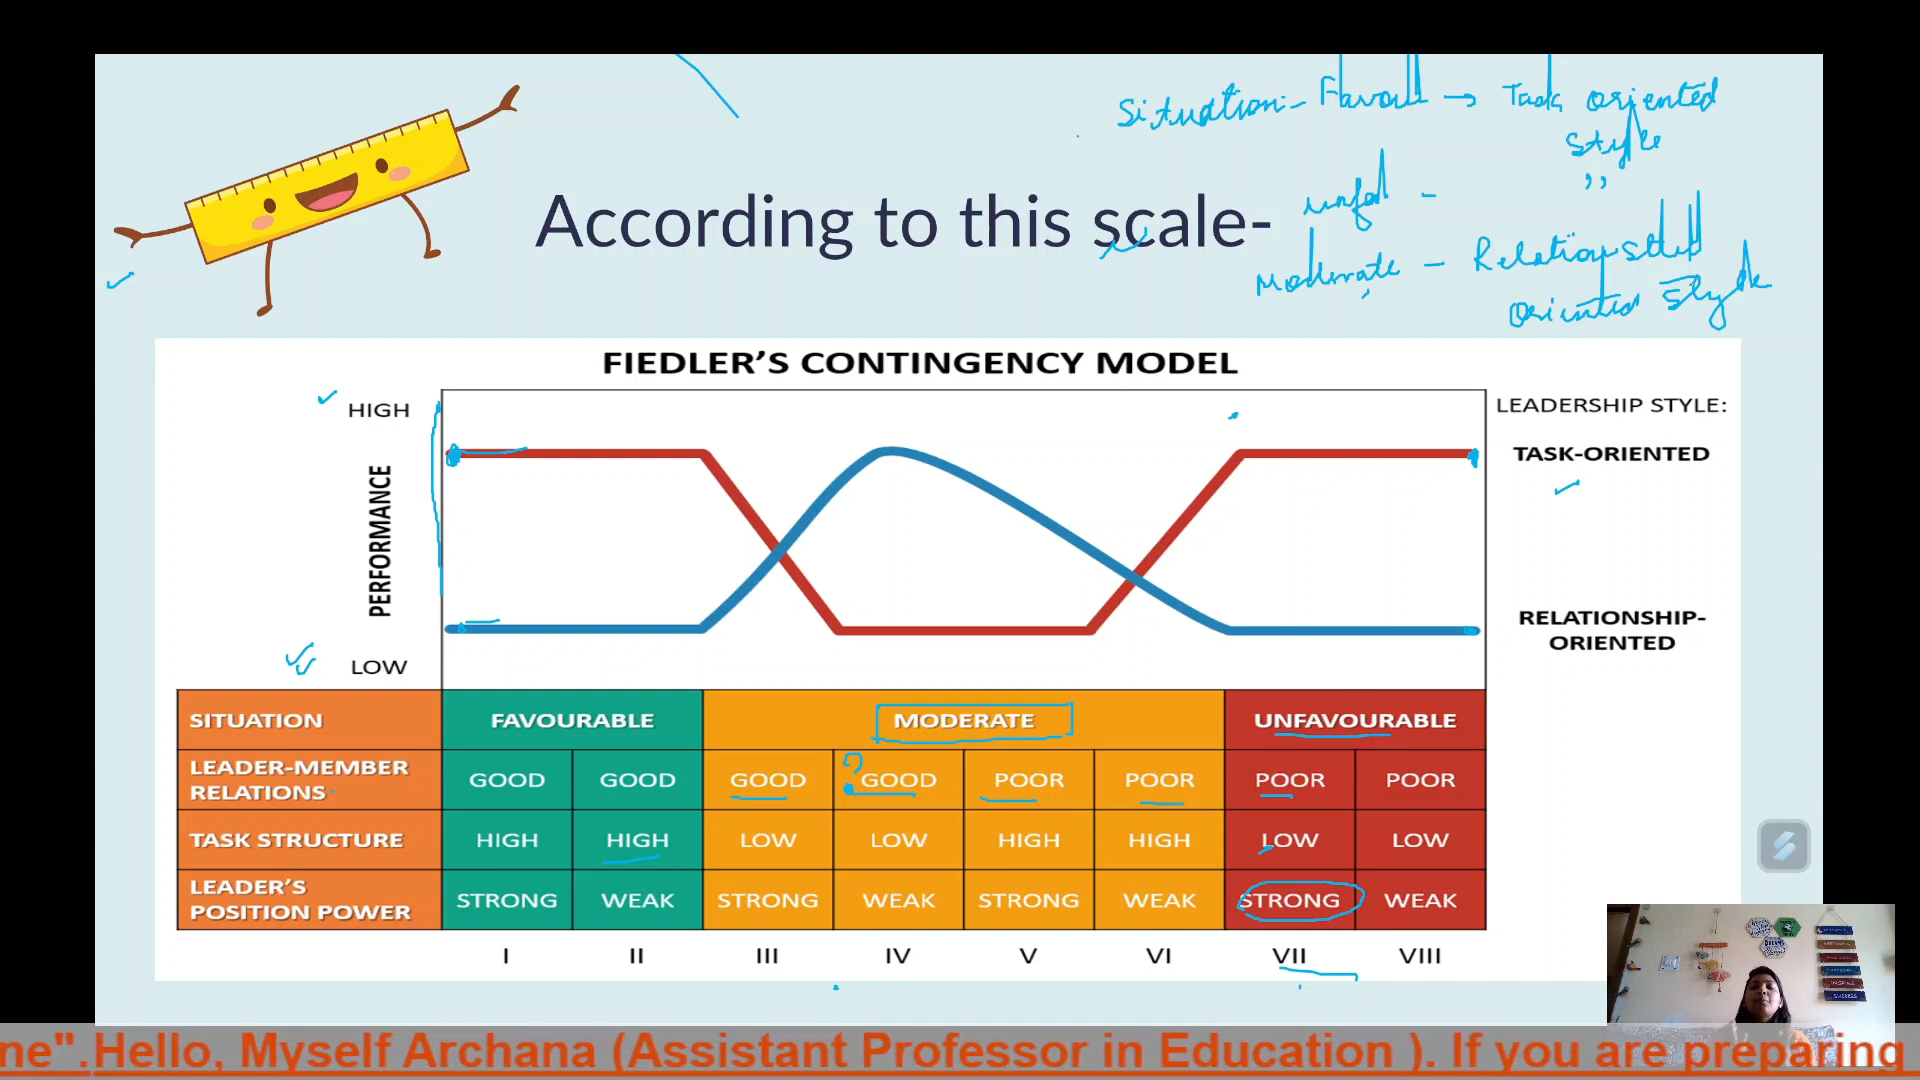 Situation:- Favou → Task oriented
Style
unfa - ,,
According to this scale-
Moderate - Relationship
Oriented Style
FIEDLER'S CONTINGENCY MODEL
HIGH
LEADERSHIP STYLE:
TASK-ORIENTED
PERFORMANCE
RELATIONSHIP-
ORIENTED
LOW
SITUATION FAVOURABLE MODERATE UNFAVOURABLE
LEADER-MEMBER
RELATIONS GOOD GOOD GOOD GOOD POOR POOR POOR POOR
TASK STRUCTURE HIGH HIGH LOW LOW HIGH HIGH LOW LOW
LEADER'S
POSITION POWER STRONG WEAK STRONG WEAK STRONG WEAK STRONG WEAK
I II III IV V VI VII VIII
ne".Hello, Myself Archana (Assistant Professor in Education ). If you are preparing